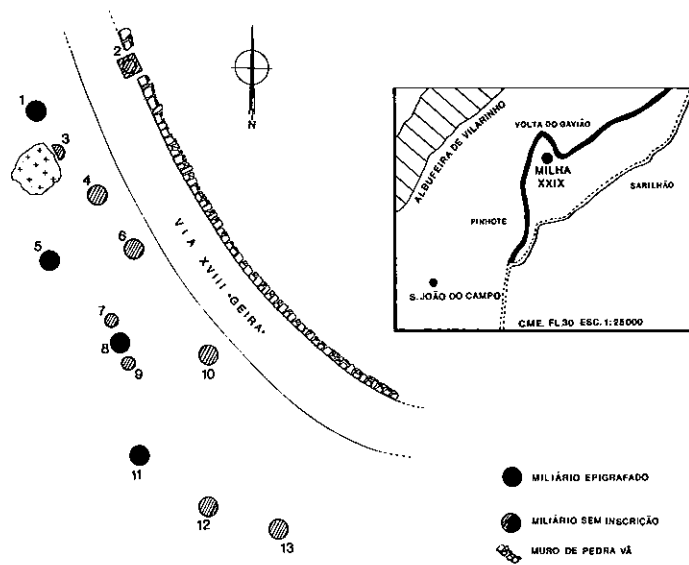 2
1
3
4
5
6
7
8
9
10
11
12
13
N
VIA XVIII "GEIRA"
ALBUFEIRA DE VILARINHO
VOLTA DO GAVIÃO
MILHA
XXIX
SARILHÃO
PINHOTE
S. JOÃO DO CAMPO
CME. FL.30 ESC. 1:25000
MILIÁRIO EPIGRAFADO
MILIÁRIO SEM INSCRIÇÃO
MURO DE PEDRA VÃ